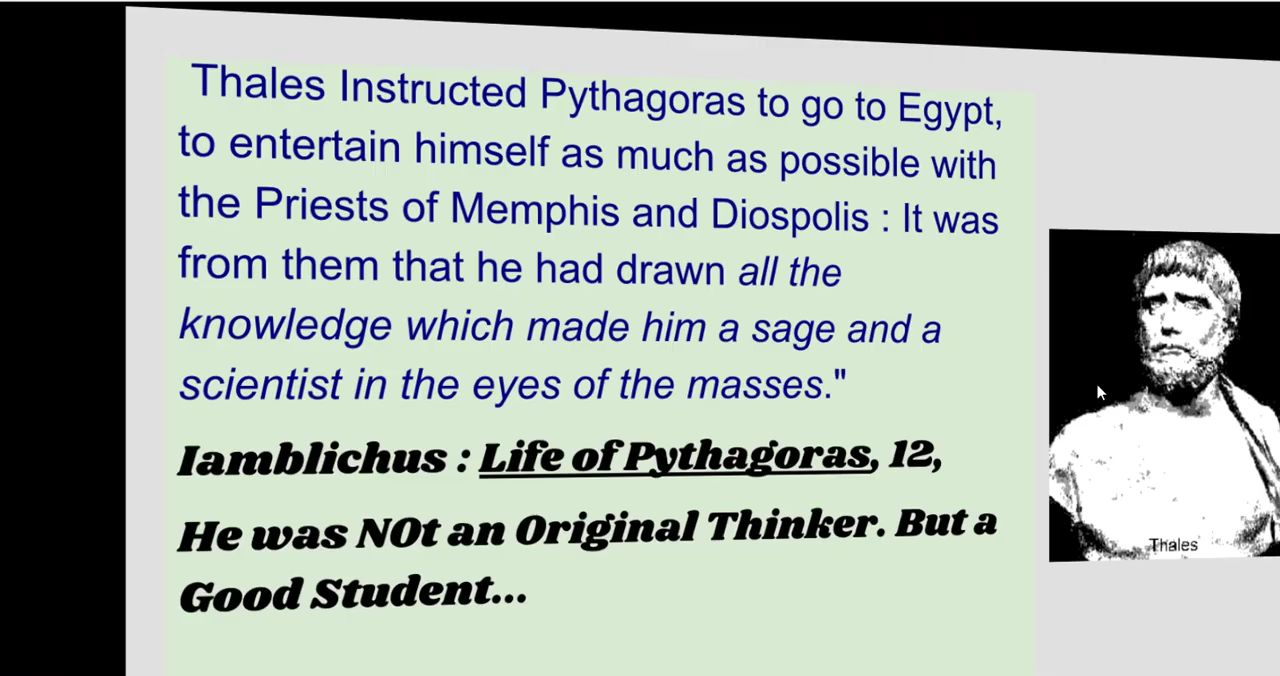 Thales Instructed Pythagoras to go to Egypt,
to entertain himself as much as possible with
the Priests of Memphis and Diospolis : It was
from them that he had drawn all the
knowledge which made him a sage and a
scientist in the eyes of the masses."
Iamblichus : Life of Pythagoras, 12,
He was NOt an Original Thinker. But a
Good Student...
Thales